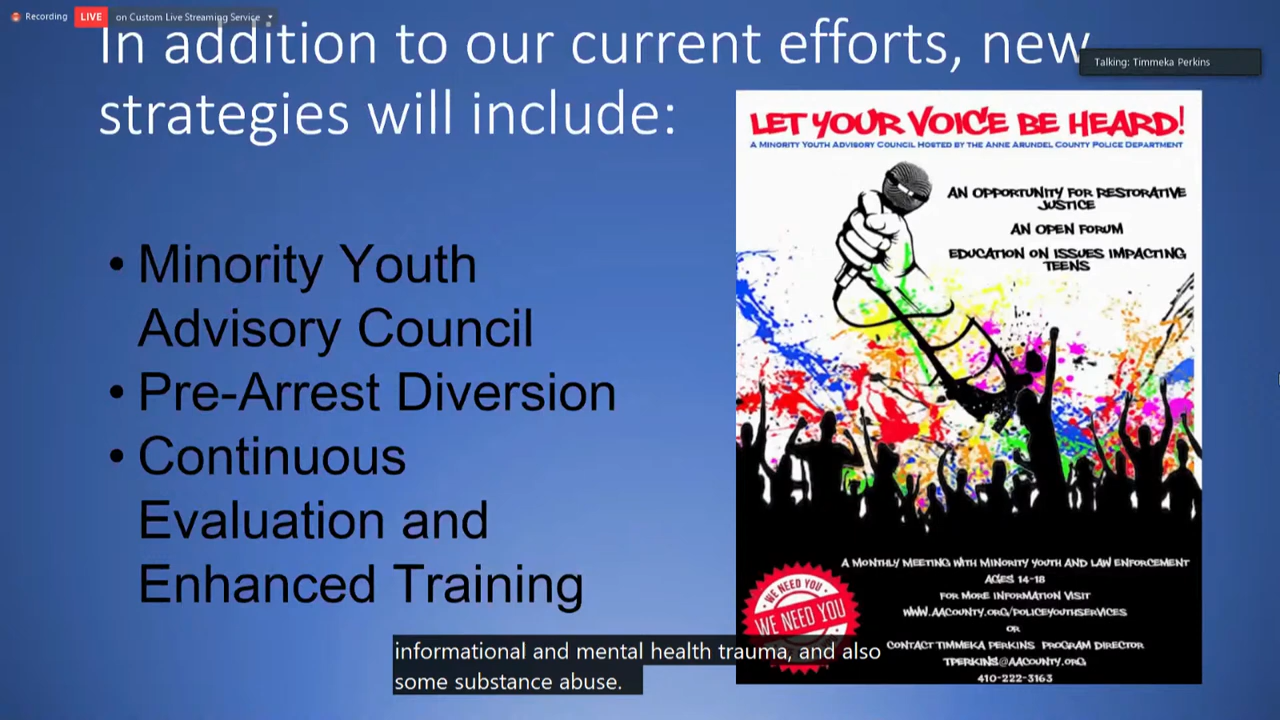 Recording
LIVE
on Custom Live Streaming Service
In addition to our current efforts, new
strategies will include:
Talking: Timmeka Perkins
• Minority Youth
Advisory Council
• Pre-Arrest Diversion
• Continuous
Evaluation and
Enhanced Training
LET YOUR VOICE BE HEARD!
A MINORITY YOUTH ADVISORY COUNCIL HOSTED BY THE ANNE ARUNDEL COUNTY POLICE DEPARTMENT
AN OPPORTUNITY FOR RESTORATIVE
JUSTICE
AN OPEN FORUM
EDUCATION ON ISSUES IMPACTING
TEENS
A MONTHLY MEETING WITH MINORITY YOUTH AND LAW ENFORCEMENT
AGES 14-18
FOR MORE INFORMATION VISIT
WWW.AACOUNTY.ORG/POLICEYOUTHSERVICES
OR
CONTACT TIMMEKA PERKINS PROGRAM DIRECTOR
TPERKINS@AACOUNTY.ORG
410-222-3163
WE NEED YOU
WE NEED YOU
informational and mental health trauma, and also
some substance abuse.